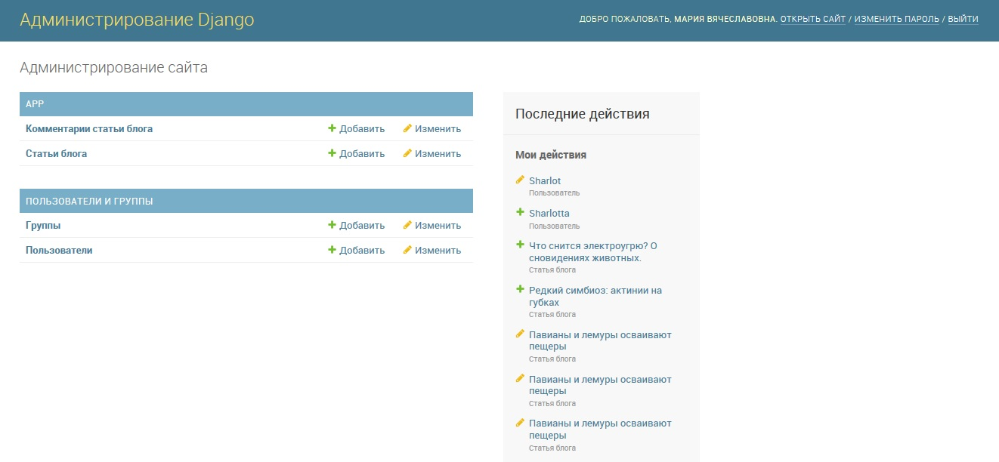 Администрирование Django
ДОБРО ПОЖАЛОВАТЬ, МАРИЯ ВЯЧЕСЛАВОВНА. ОТКРЫТЬ САЙТ / ИЗМЕНИТЬ ПАРОЛЬ / ВЫЙТИ
Администрирование сайта
APP
Комментарии статьи блога Добавить Изменить
Статьи блога Добавить Изменить
ПОЛЬЗОВАТЕЛИ И ГРУППЫ
Группы Добавить Изменить
Пользователи Добавить Изменить
Последние действия
Мои действия
Sharlot
Пользователь
Sharlotta
Пользователь
Что снится электроугрю? О
сновидениях животных.
Статья блога
Редкий симбиоз: актинии на
губках
Статья блога
Павианы и лемуры осваивают
пещеры
Статья блога
Павианы и лемуры осваивают
пещеры
Статья блога
Павианы и лемуры осваивают
пещеры
Статья блога